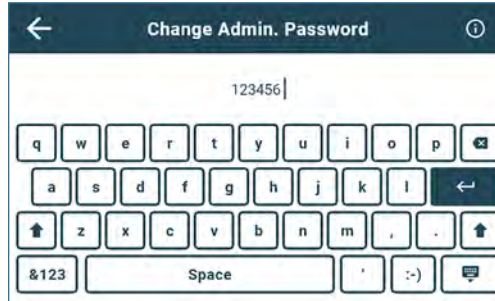 Change Admin. Password
123456
q w e r t y u i o p
a s d f g h j k l
z x c v b n m , .
&123 Space ' :-)